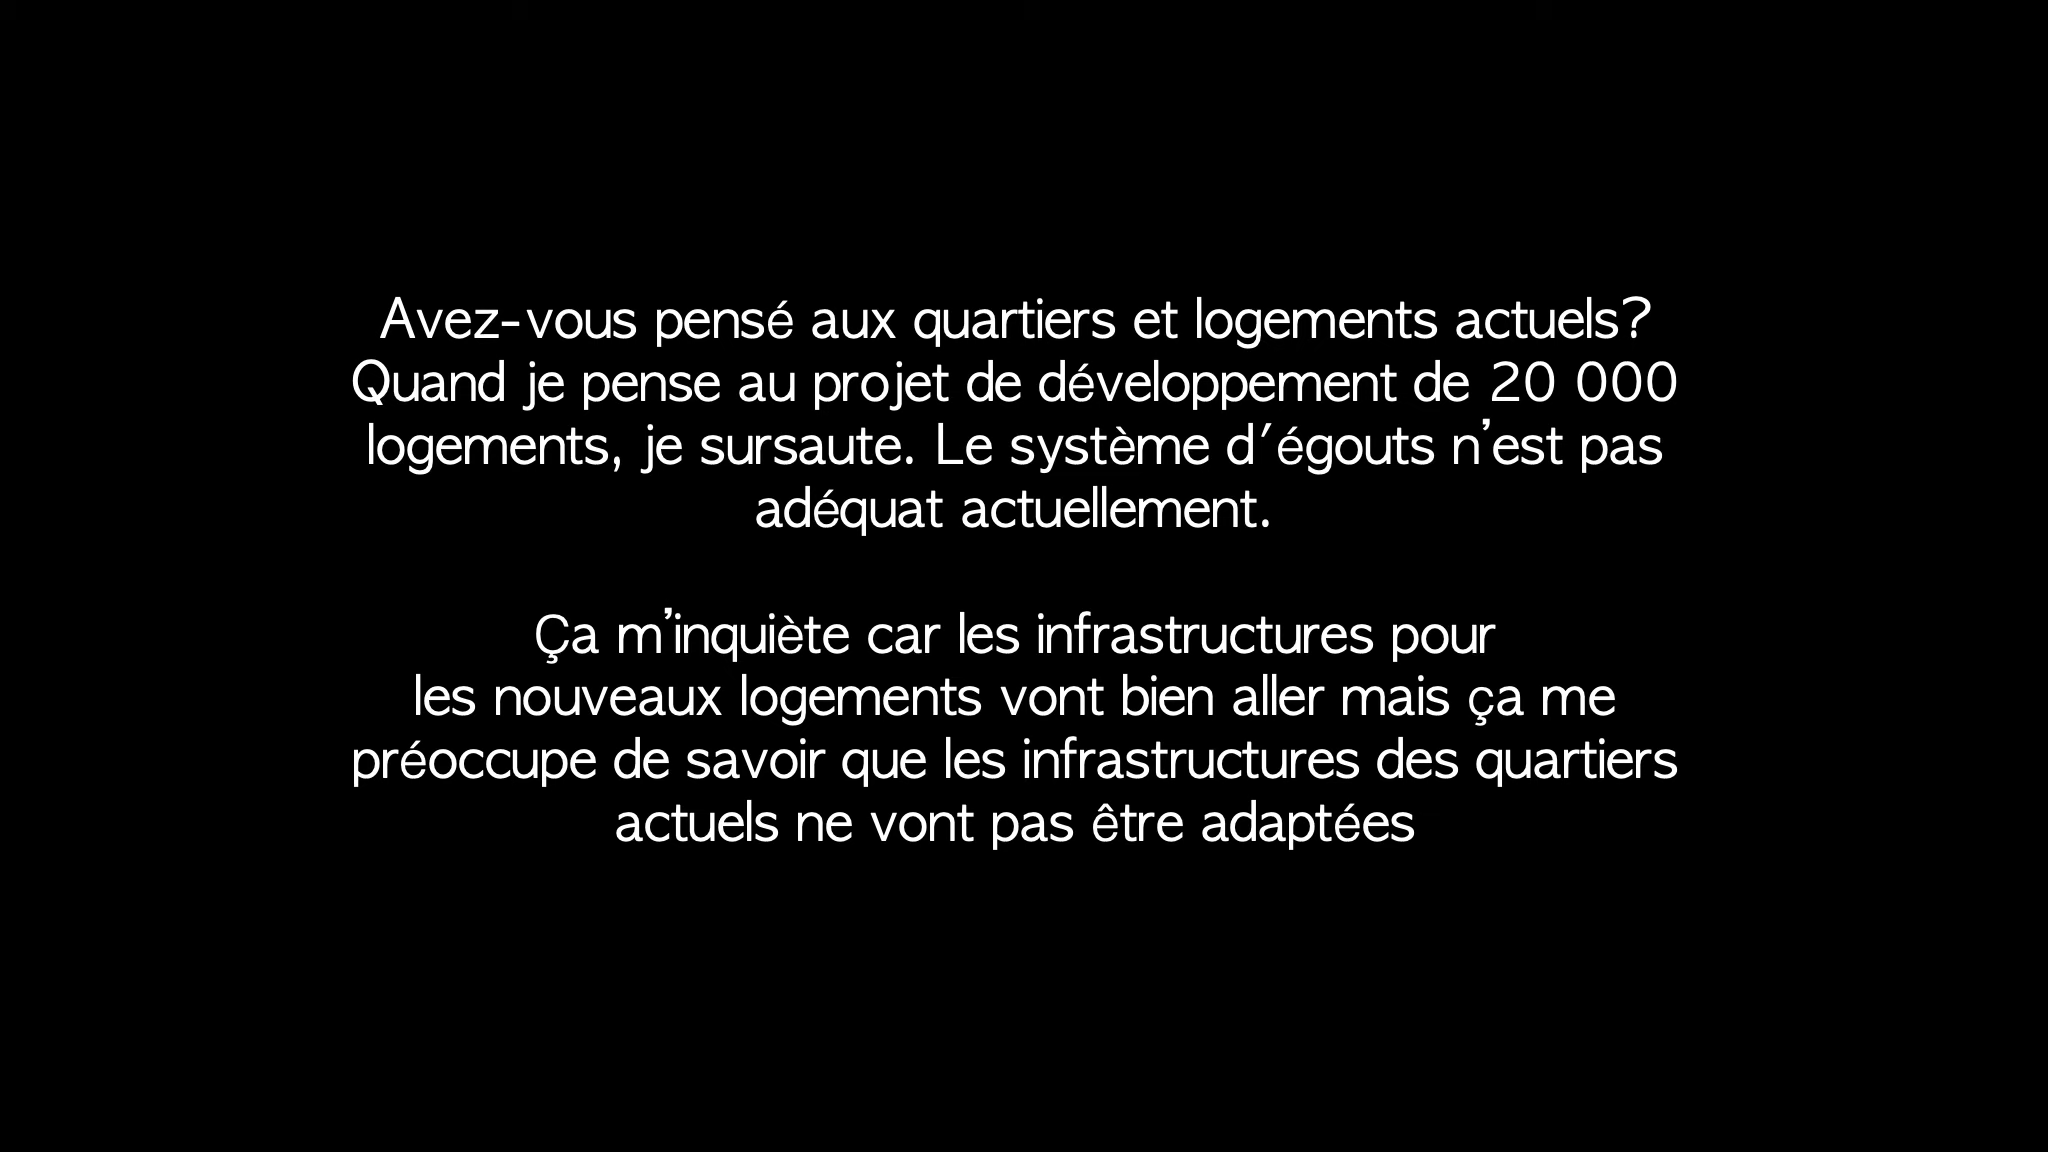 Avez-vous pensé aux quartiers et logements actuels?
Quand je pense au projet de développement de 20 000
logements, je sursaute. Le système d'égouts n’est pas
adéquat actuellement.
Ça m’inquiète car les infrastructures pour
les nouveaux logements vont bien aller mais ça me
préoccupe de savoir que les infrastructures des quartiers
actuels ne vont pas être adaptées